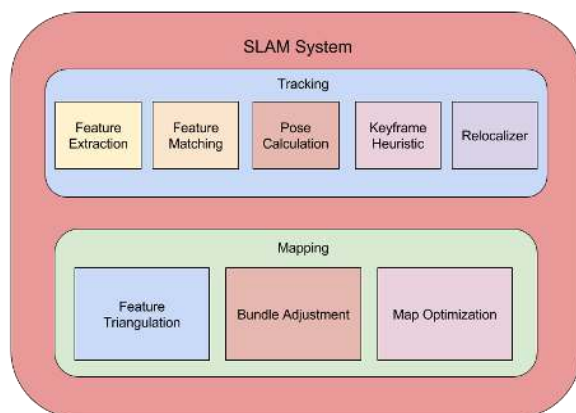 SLAM System
Tracking
Feature
Extraction
Feature
Matching
Pose
Calculation
Keyframe
Heuristic
Relocalizer
Mapping
Feature
Triangulation
Bundle Adjustment
Map Optimization